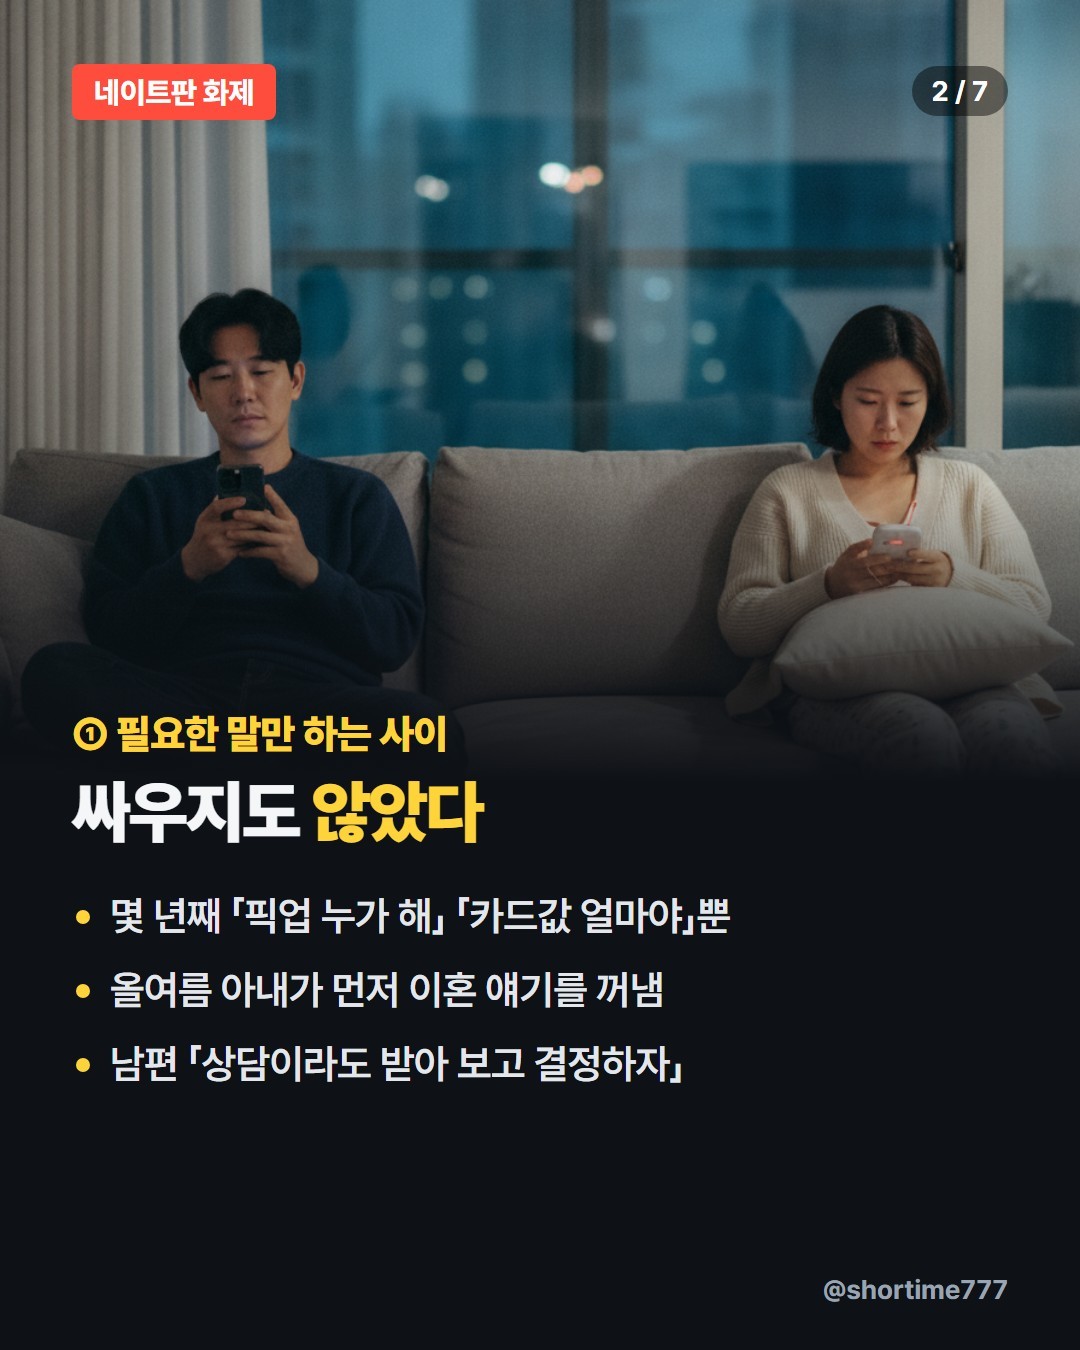 네이트판 화제
2 / 7
① 필요한 말만 하는 사이
싸우지도 않았다
• 몇 년째 「픽업 누가 해」 「카드값 얼마야」뿐
• 올여름 아내가 먼저 이혼 얘기를 꺼냄
• 남편 「상담이라도 받아 보고 결정하자」
@shortime777